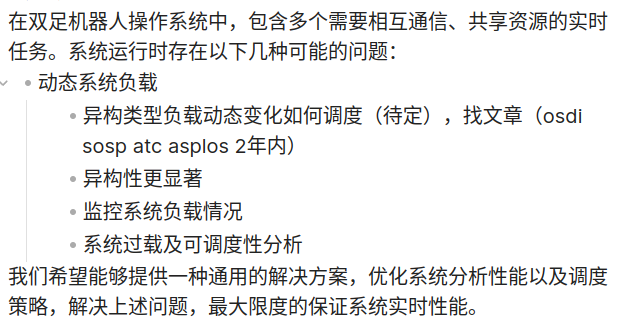 在双足机器人操作系统中，包含多个需要相互通信、共享资源的实时
任务。系统运行时存在以下几种可能的问题：
动态系统负载
异构类型负载动态变化如何调度（待定），找文章（osdi
sosp atc asplos 2年内）
异构性更显著
监控系统负载情况
系统过载及可调度性分析
我们希望能够提供一种通用的解决方案，优化系统分析性能以及调度
策略，解决上述问题，最大限度的保证系统实时性能。